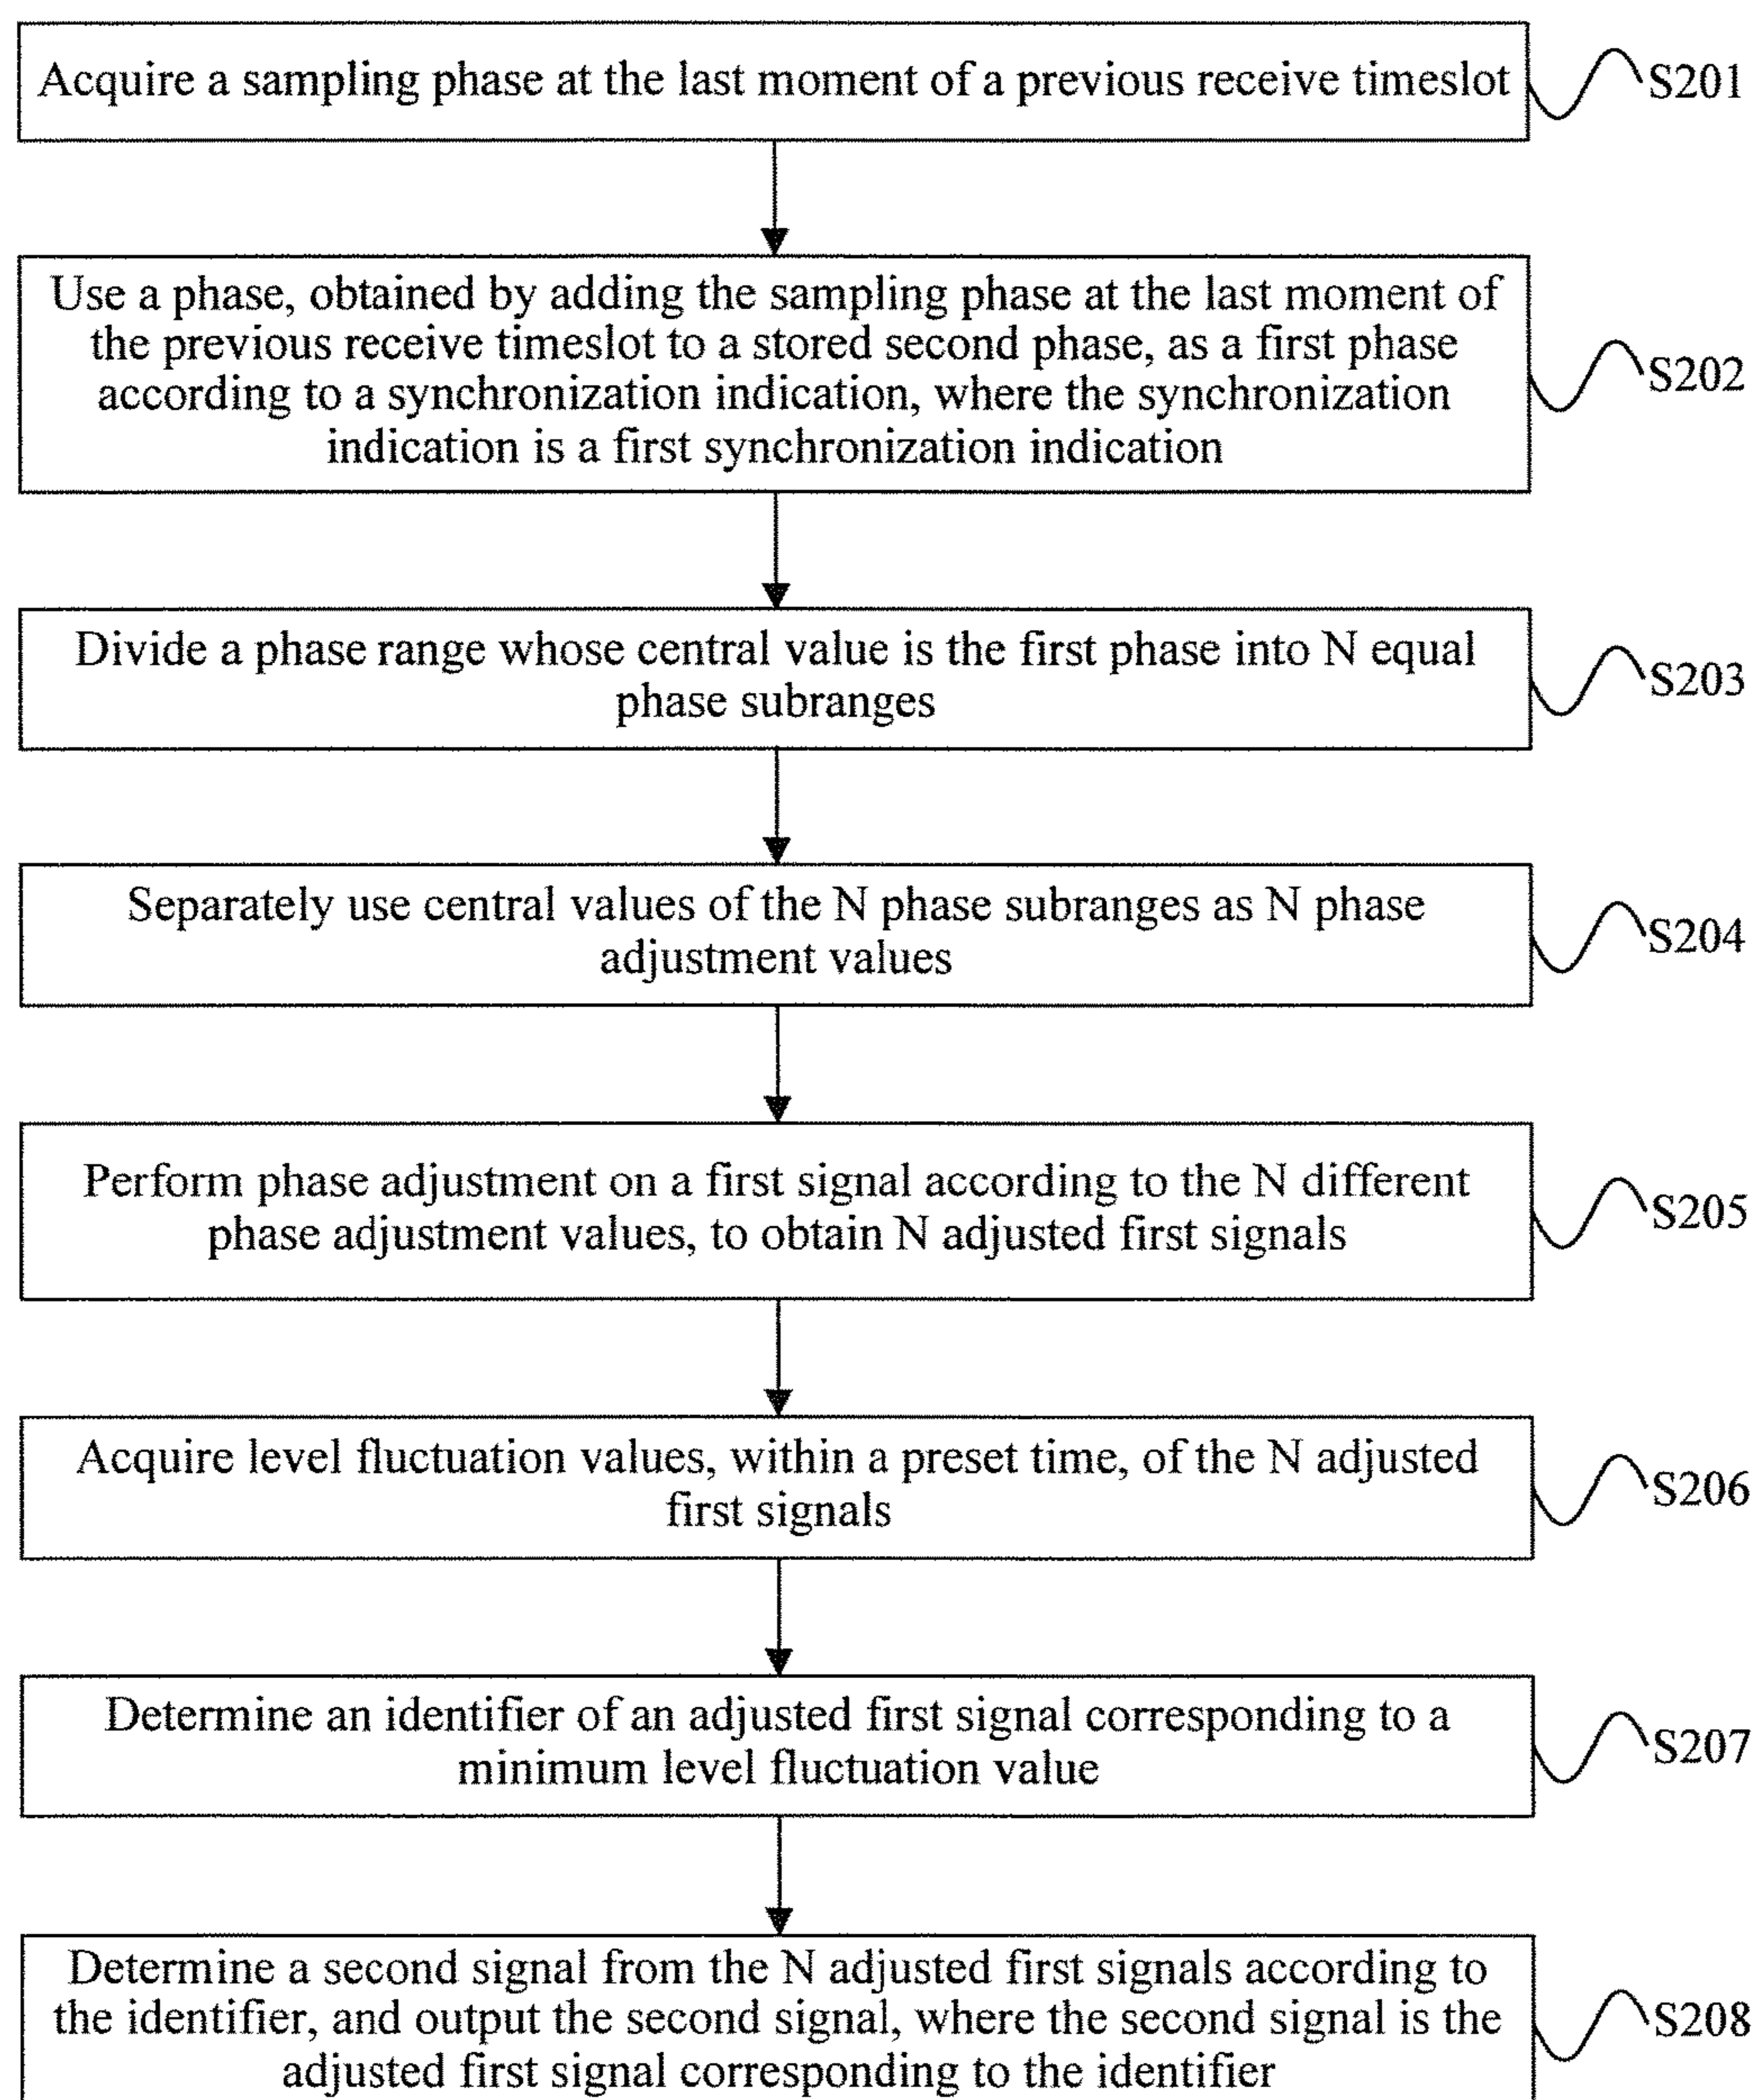 Acquire a sampling phase at the last moment of a previous receive timeslot
S201
Use a phase, obtained by adding the sampling phase at the last moment of
the previous receive timeslot to a stored second phase, as a first phase
according to a synchronization indication, where the synchronization
indication is a first synchronization indication
S202
Divide a phase range whose central value is the first phase into N equal
phase subranges
S203
Separately use central values of the N phase subranges as N phase
adjustment values
S204
Perform phase adjustment on a first signal according to the N different
phase adjustment values, to obtain N adjusted first signals
S205
Acquire level fluctuation values, within a preset time, of the N adjusted
first signals
S206
Determine an identifier of an adjusted first signal corresponding to a
minimum level fluctuation value
S207
Determine a second signal from the N adjusted first signals according to
the identifier, and output the second signal, where the second signal is the
adjusted first signal corresponding to the identifier
S208